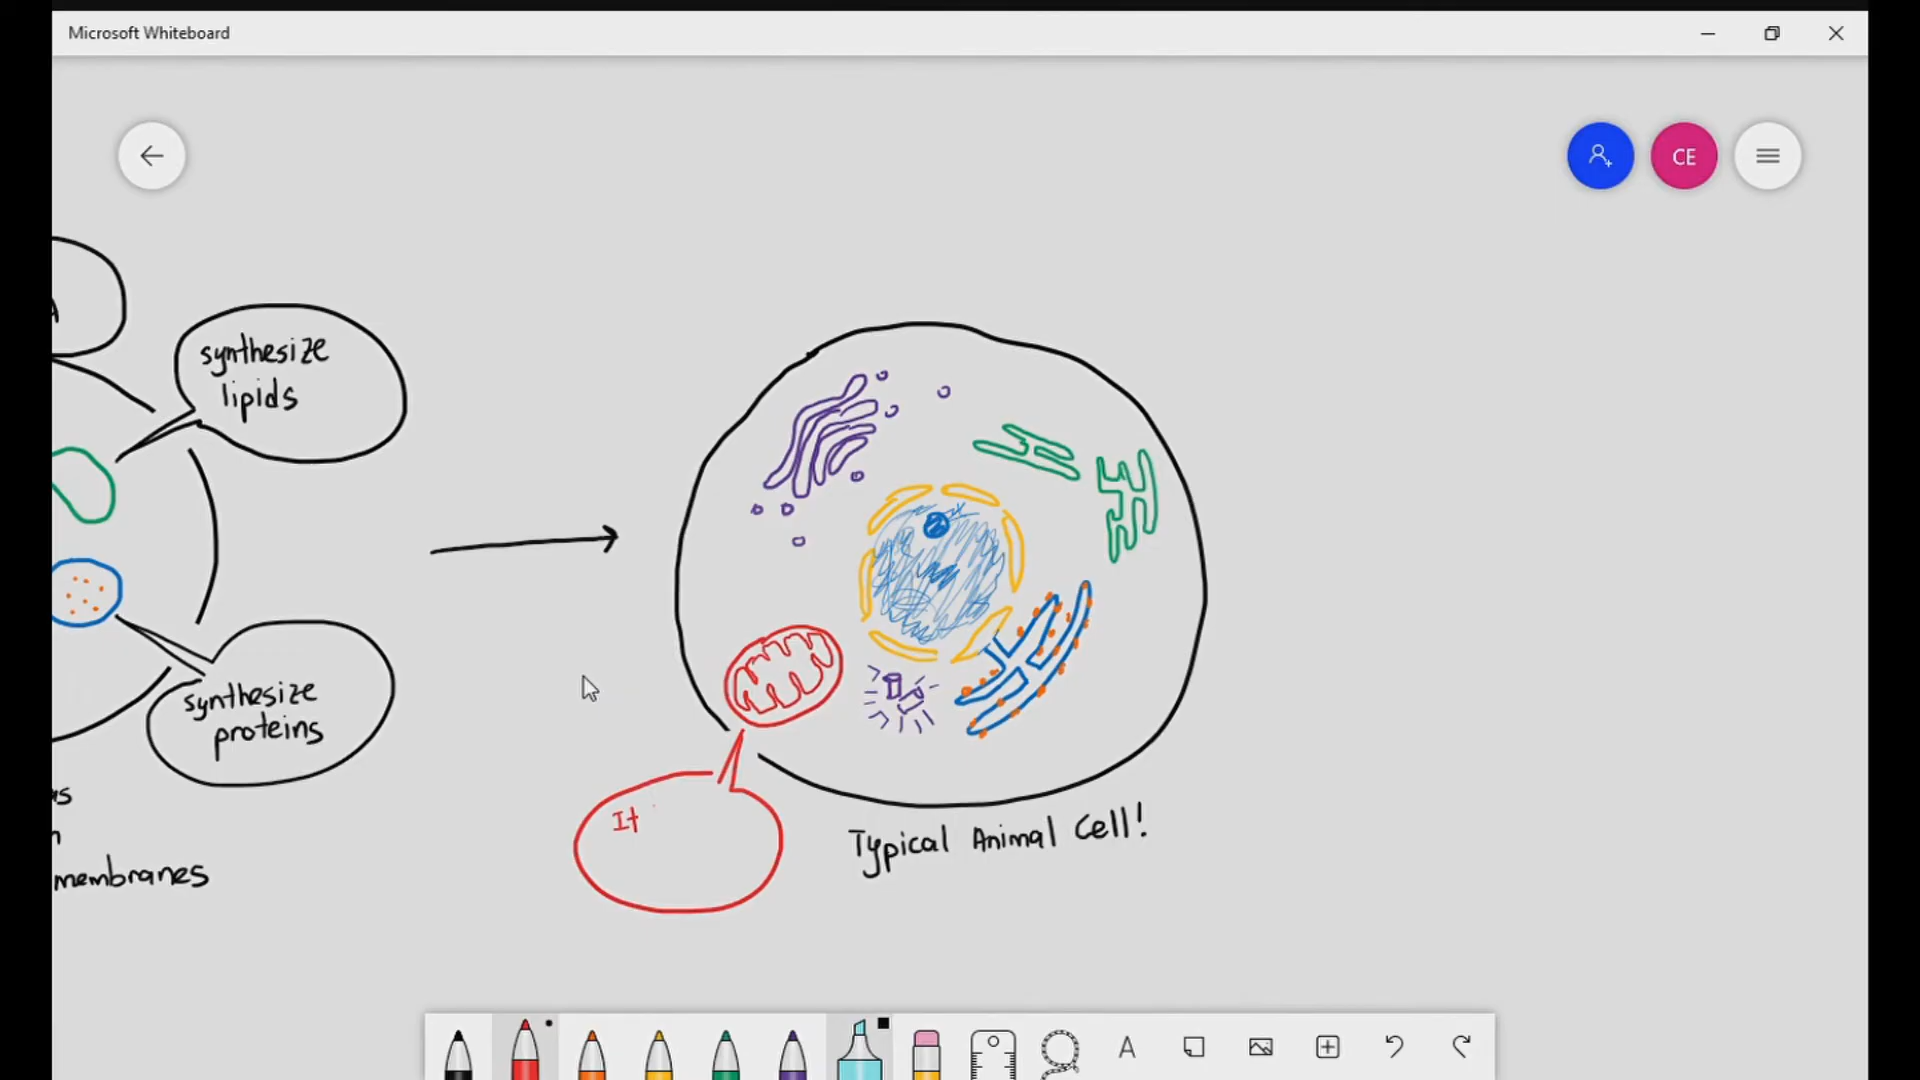 Microsoft Whiteboard
CE
A
synthesize
lipids
synthesize
proteins
membranes
It
Typical Animal Cell!
A